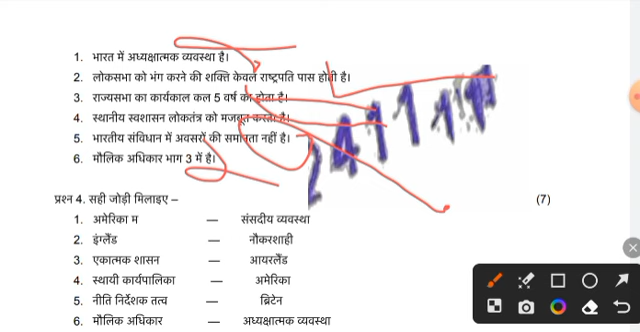 1. भारत में अध्यक्षात्मक व्यवस्था है।
2. लोकसभा को भंग करने की शक्ति केवल राष्ट्रपति पास होती है।
3. राज्यसभा का कार्यकाल कल 5 वर्ष का होता है।
4. स्थानीय स्वशासन लोकतंत्र को मजबूत करता है।
5. भारतीय संविधान में अवसरों की समानता नहीं है।
6. मौलिक अधिकार भाग 3 में है।
प्रश्न 4. सही जोड़ी मिलाइए – (7)
1. अमेरिका म — संसदीय व्यवस्था
2. इंग्लैंड — नौकरशाही
3. एकात्मक शासन — आयरलैंड
4. स्थायी कार्यपालिका — अमेरिका
5. नीति निर्देशक तत्व — ब्रिटेन
6. मौलिक अधिकार — अध्यक्षात्मक व्यवस्था